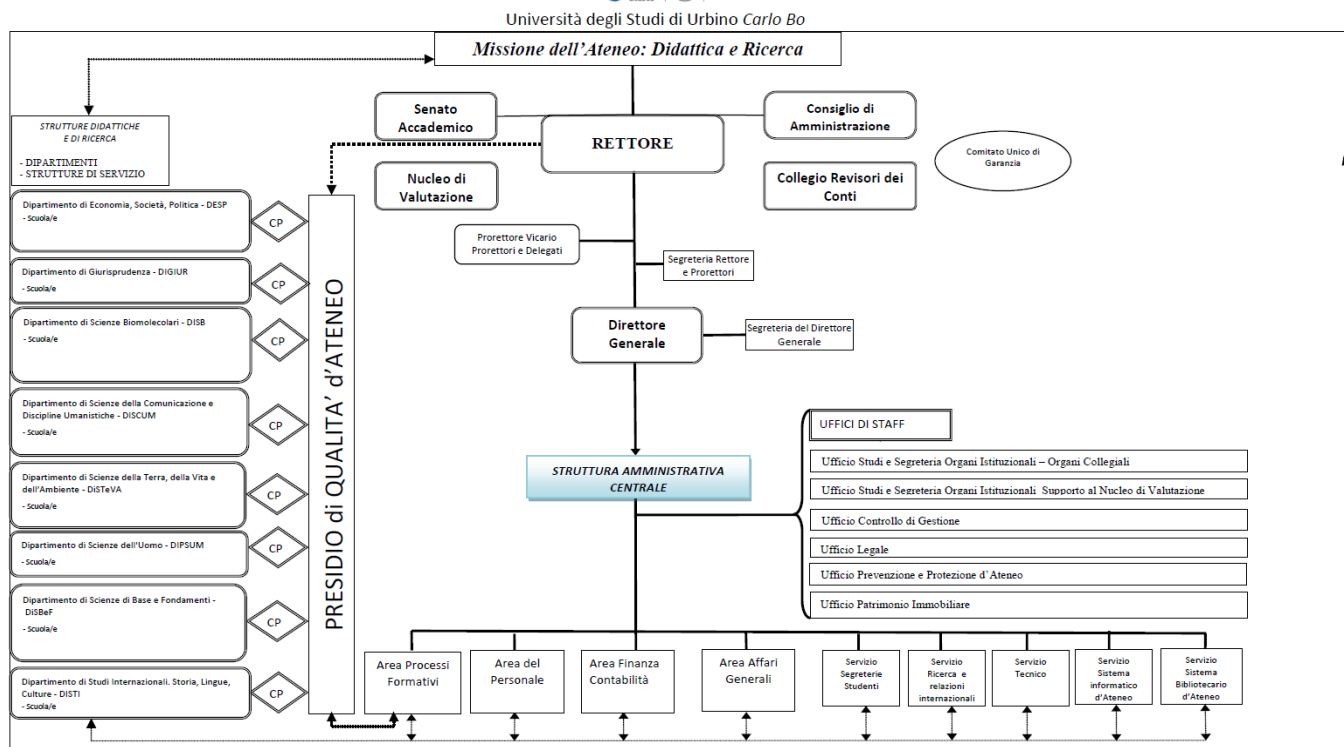 Università degli Studi di Urbino Carlo Bo
Missione dell'Ateneo: Didattica e Ricerca
Senato
Accademico
Consiglio di
Amministrazione
RETTORE
Comitato Unico di
Garanzia
Nucleo di
Valutazione
Collegio Revisori dei
Conti
STRUTTURE DIDATTICHE
E DI RICERCA
- DIPARTIMENTI
- STRUTTURE DI SERVIZIO
Dipartimento di Economia, Società, Politica - DESP
- Scuola/e
CP
Dipartimento di Giurisprudenza - DIGIUR
- Scuola/e
CP
Dipartimento di Scienze Biomolecolari - DISB
- Scuola/e
CP
Dipartimento di Scienze della Comunicazione e
Discipline Umanistiche - DISCUM
- Scuola/e
CP
Dipartimento di Scienze della Terra, della Vita e
dell'Ambiente - DiSTeVA
- Scuola/e
CP
Dipartimento di Scienze dell'Uomo - DIPSUM
- Scuola/e
CP
Dipartimento di Scienze di Base e Fondamenti -
DiSBeF
- Scuola/e
CP
Dipartimento di Studi Internazionali. Storia, Lingue,
Culture - DISTI
- Scuola/e
CP
PRESIDIO di QUALITA' d'ATENEO
Prorettore Vicario
Prorettori e Delegati
Segreteria Rettore
e Prorettori
Direttore
Generale
Segreteria del Direttore
Generale
STRUTTURA AMMINISTRATIVA
CENTRALE
UFFICI DI STAFF
Ufficio Studi e Segreteria Organi Istituzionali – Organi Collegiali
Ufficio Studi e Segreteria Organi Istituzionali Supporto al Nucleo di Valutazione
Ufficio Controllo di Gestione
Ufficio Legale
Ufficio Prevenzione e Protezione d'Ateneo
Ufficio Patrimonio Immobiliare
Area Processi
Formativi
Area del
Personale
Area Finanza
Contabilità
Area Affari
Generali
Servizio
Segreterie
Studenti
Servizio
Ricerca e
relazioni
internazionali
Servizio
Tecnico
Servizio
Sistema
informatico
d'Ateneo
Servizio
Sistema
Bibliotecario
d'Ateneo